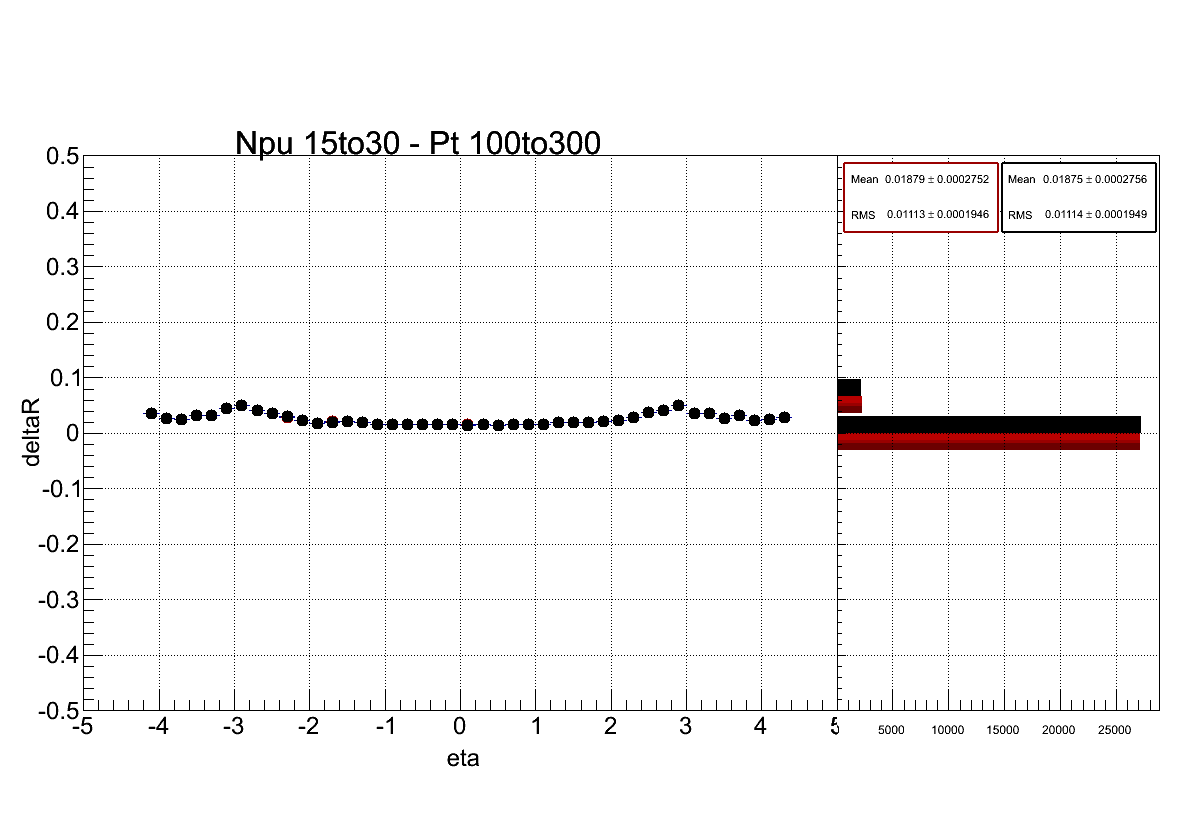 Npu 15to30 - Pt 100to300
0.5
0.4
0.3
0.2
0.1
0
-0.1
-0.2
-0.3
-0.4
-0.5
deltaR
-5 -4 -3 -2 -1 0 1 2 3 4 5
eta
Mean 0.01879 ± 0.0002752
RMS 0.01113 ± 0.0001946
Mean 0.01875 ± 0.0002756
RMS 0.01114 ± 0.0001949
5000 10000 15000 20000 25000